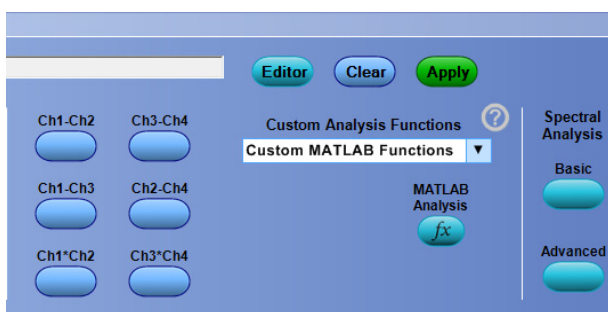 Editor Clear Apply
Ch1-Ch2 Ch3-Ch4 Custom Analysis Functions ? Spectral
Analysis
Custom MATLAB Functions ▼
Basic
Ch1-Ch3 Ch2-Ch4 MATLAB
Analysis
fx
Ch1*Ch2 Ch3*Ch4 Advanced